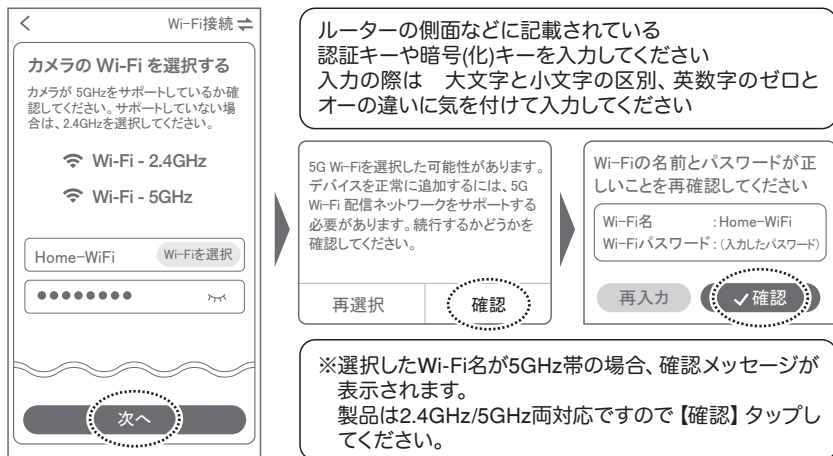 Wi-Fi接続
カメラの Wi-Fi を選択する
カメラが 5GHzをサポートしているか確
認してください。サポートしていない場
合は、2.4GHzを選択してください。
Wi-Fi - 2.4GHz
Wi-Fi - 5GHz
Home-WiFi
Wi-Fiを選択
次へ
ルーターの側面などに記載されている
認証キーや暗号(化)キーを入力してください
入力の際は　大文字と小文字の区別、英数字のゼロと
オーの違いに気を付けて入力してください
5G Wi-Fiを選択した可能性があります。
デバイスを正常に追加するには、5G
Wi-Fi 配信ネットワークをサポートする
必要があります。続行するかどうかを
確認してください。
再選択
確認
Wi-Fiの名前とパスワードが正
しいことを再確認してください
Wi-Fi名 :Home-WiFi
Wi-Fiパスワード:(入力したパスワード)
再入力
✓確認
※選択したWi-Fi名が5GHz帯の場合、確認メッセージが
表示されます。
製品は2.4GHz/5GHz両対応ですので【確認】タップし
てください。